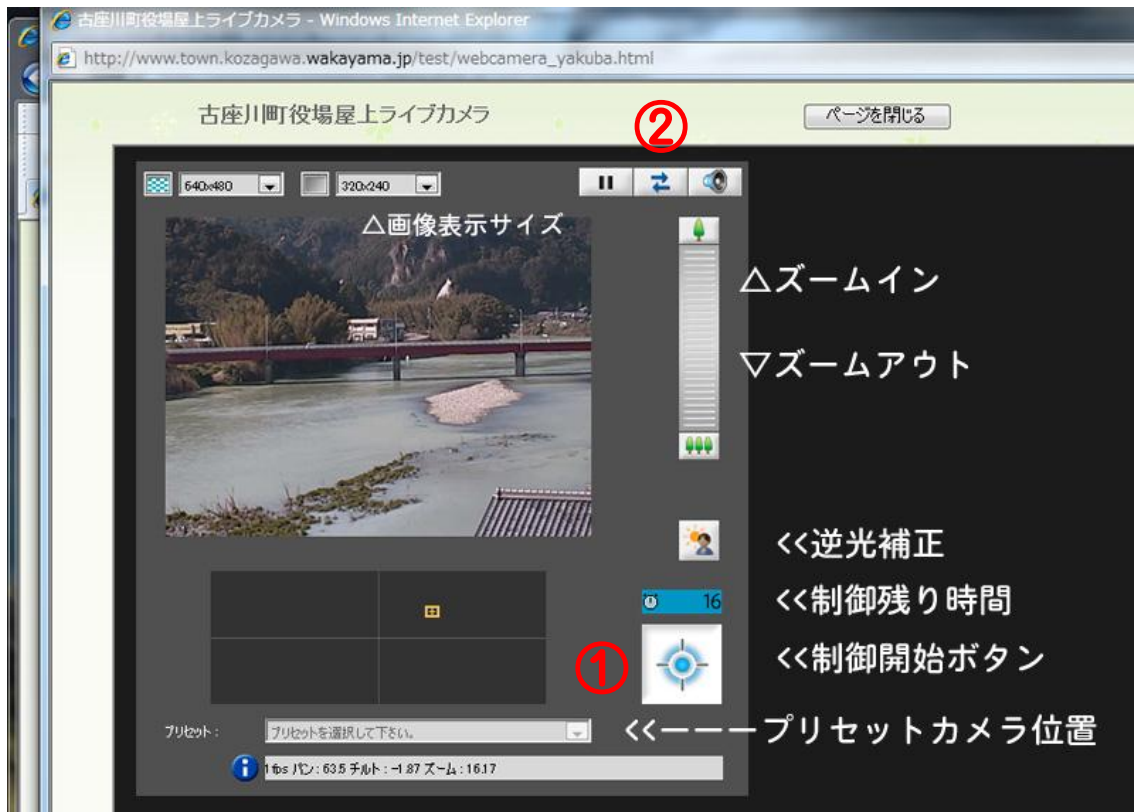 古座川町役場屋上ライブカメラ - Windows Internet Explorer
http://www.town.kozagawa.wakayama.jp/test/webcamera_yakuba.html
古座川町役場屋上ライブカメラ
②
ページを閉じる
640x480
320x240
△画像表示サイズ
△ズームイン
▽ズームアウト
<<逆光補正
16
<<制御残り時間
①
<<制御開始ボタン
プリセット :
プリセットを選択して下さい。
<<ーーープリセットカメラ位置
1 fps パン : 63.5 チルト : -1.87 ズーム : 16.17